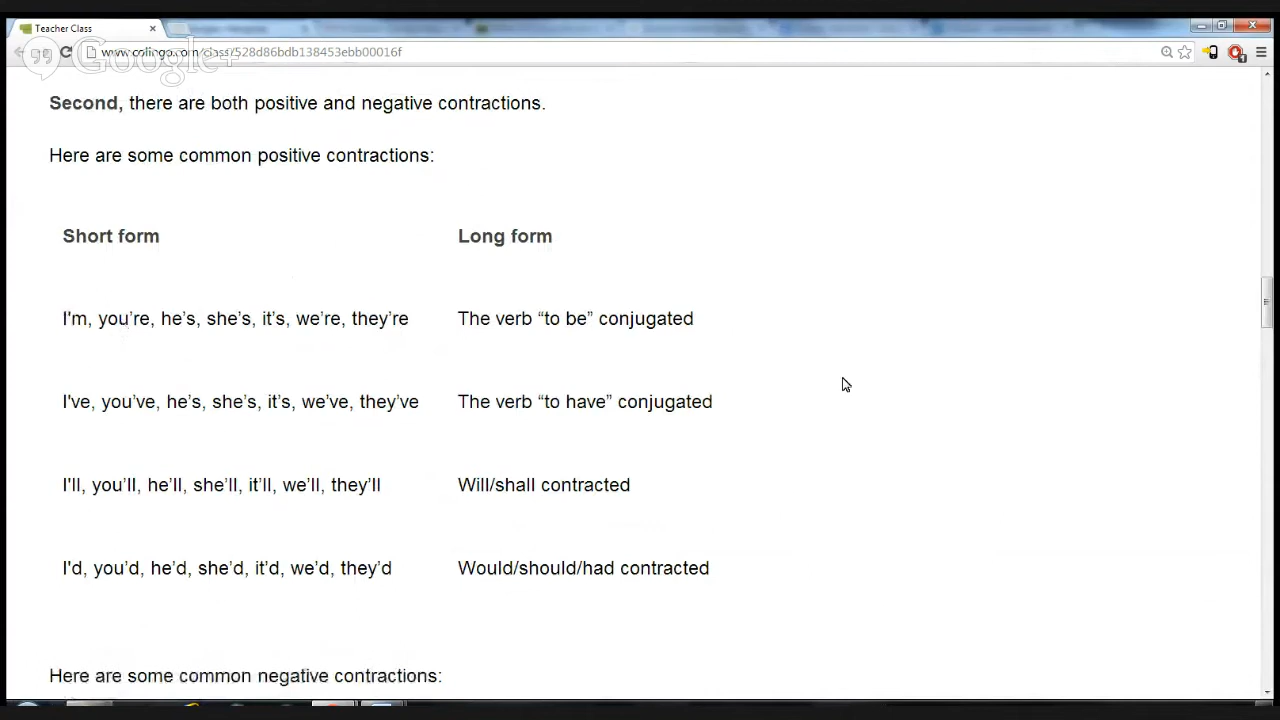 Teacher Class
www.colingo.com/class/528d86bdb138453ebb00016f
Google+
Second, there are both positive and negative contractions.
Here are some common positive contractions:
Short form Long form
I'm, you’re, he’s, she’s, it’s, we’re, they’re The verb “to be” conjugated
I've, you’ve, he’s, she’s, it’s, we’ve, they’ve The verb “to have” conjugated
I'll, you’ll, he’ll, she’ll, it’ll, we’ll, they’ll Will/shall contracted
I'd, you’d, he’d, she’d, it’d, we’d, they’d Would/should/had contracted
Here are some common negative contractions: